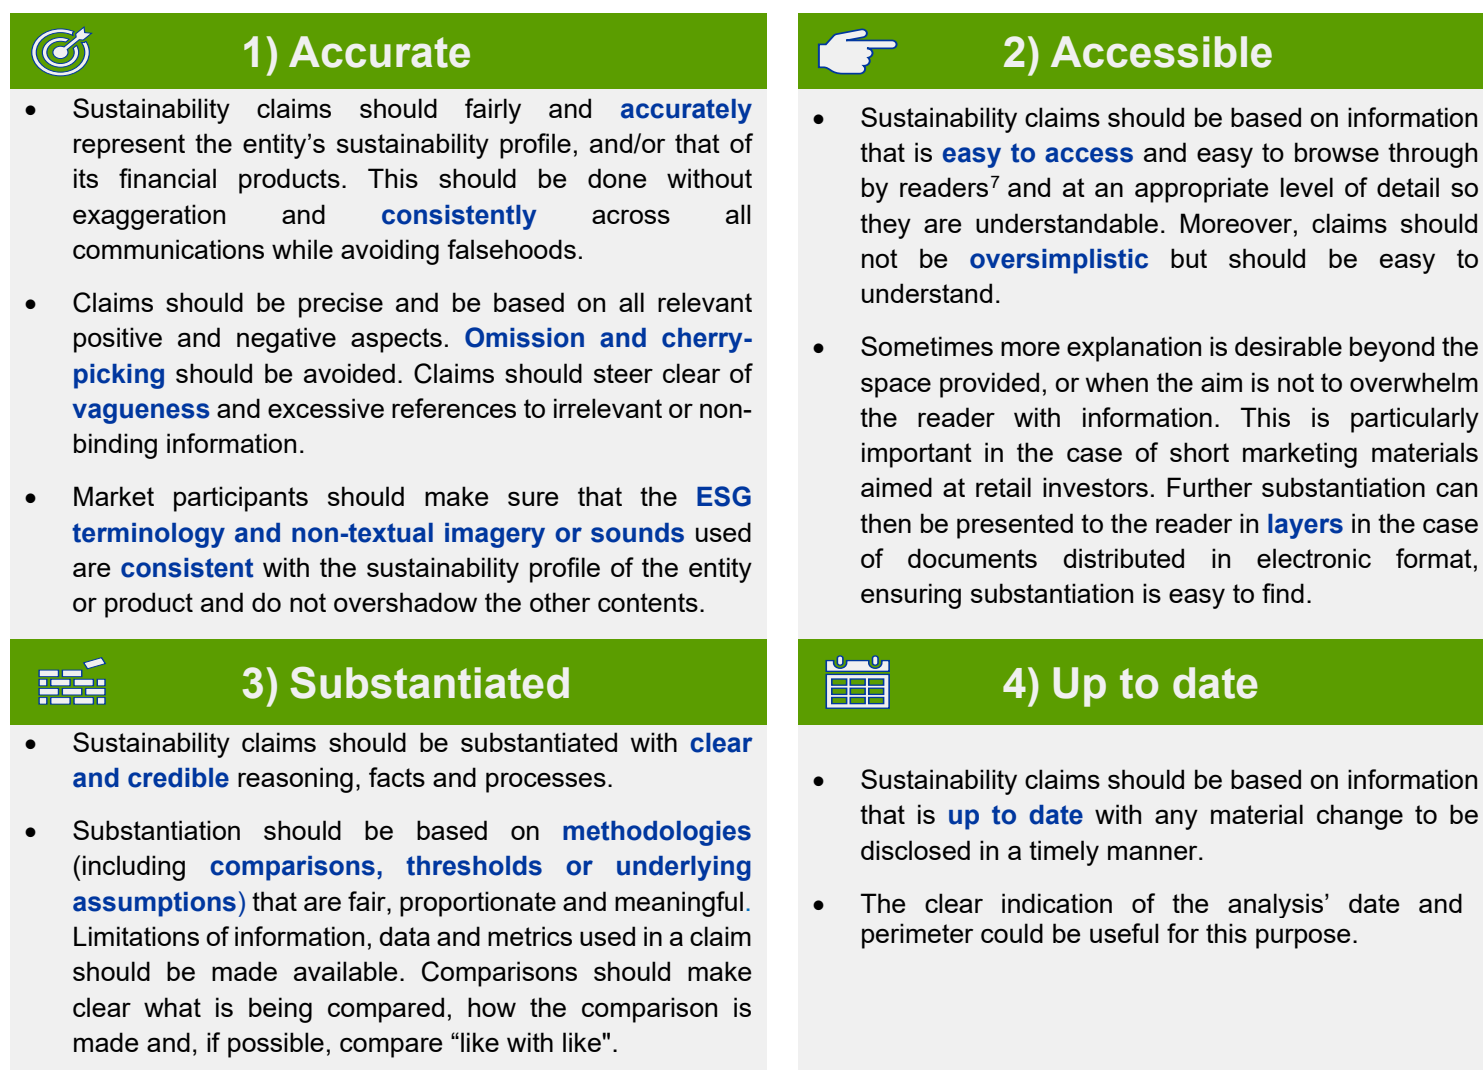 1) Accurate
• Sustainability claims should fairly and accurately
represent the entity’s sustainability profile, and/or that of
its financial products. This should be done without
exaggeration and consistently across all
communications while avoiding falsehoods.
• Claims should be precise and be based on all relevant
positive and negative aspects. Omission and cherry-
picking should be avoided. Claims should steer clear of
vagueness and excessive references to irrelevant or non-
binding information.
• Market participants should make sure that the ESG
terminology and non-textual imagery or sounds used
are consistent with the sustainability profile of the entity
or product and do not overshadow the other contents.
2) Accessible
• Sustainability claims should be based on information
that is easy to access and easy to browse through
by readers⁷ and at an appropriate level of detail so
they are understandable. Moreover, claims should
not be oversimplistic but should be easy to
understand.
• Sometimes more explanation is desirable beyond the
space provided, or when the aim is not to overwhelm
the reader with information. This is particularly
important in the case of short marketing materials
aimed at retail investors. Further substantiation can
then be presented to the reader in layers in the case
of documents distributed in electronic format,
ensuring substantiation is easy to find.
3) Substantiated
• Sustainability claims should be substantiated with clear
and credible reasoning, facts and processes.
• Substantiation should be based on methodologies
(including comparisons, thresholds or underlying
assumptions) that are fair, proportionate and meaningful.
Limitations of information, data and metrics used in a claim
should be made available. Comparisons should make
clear what is being compared, how the comparison is
made and, if possible, compare “like with like".
4) Up to date
• Sustainability claims should be based on information
that is up to date with any material change to be
disclosed in a timely manner.
• The clear indication of the analysis’ date and
perimeter could be useful for this purpose.